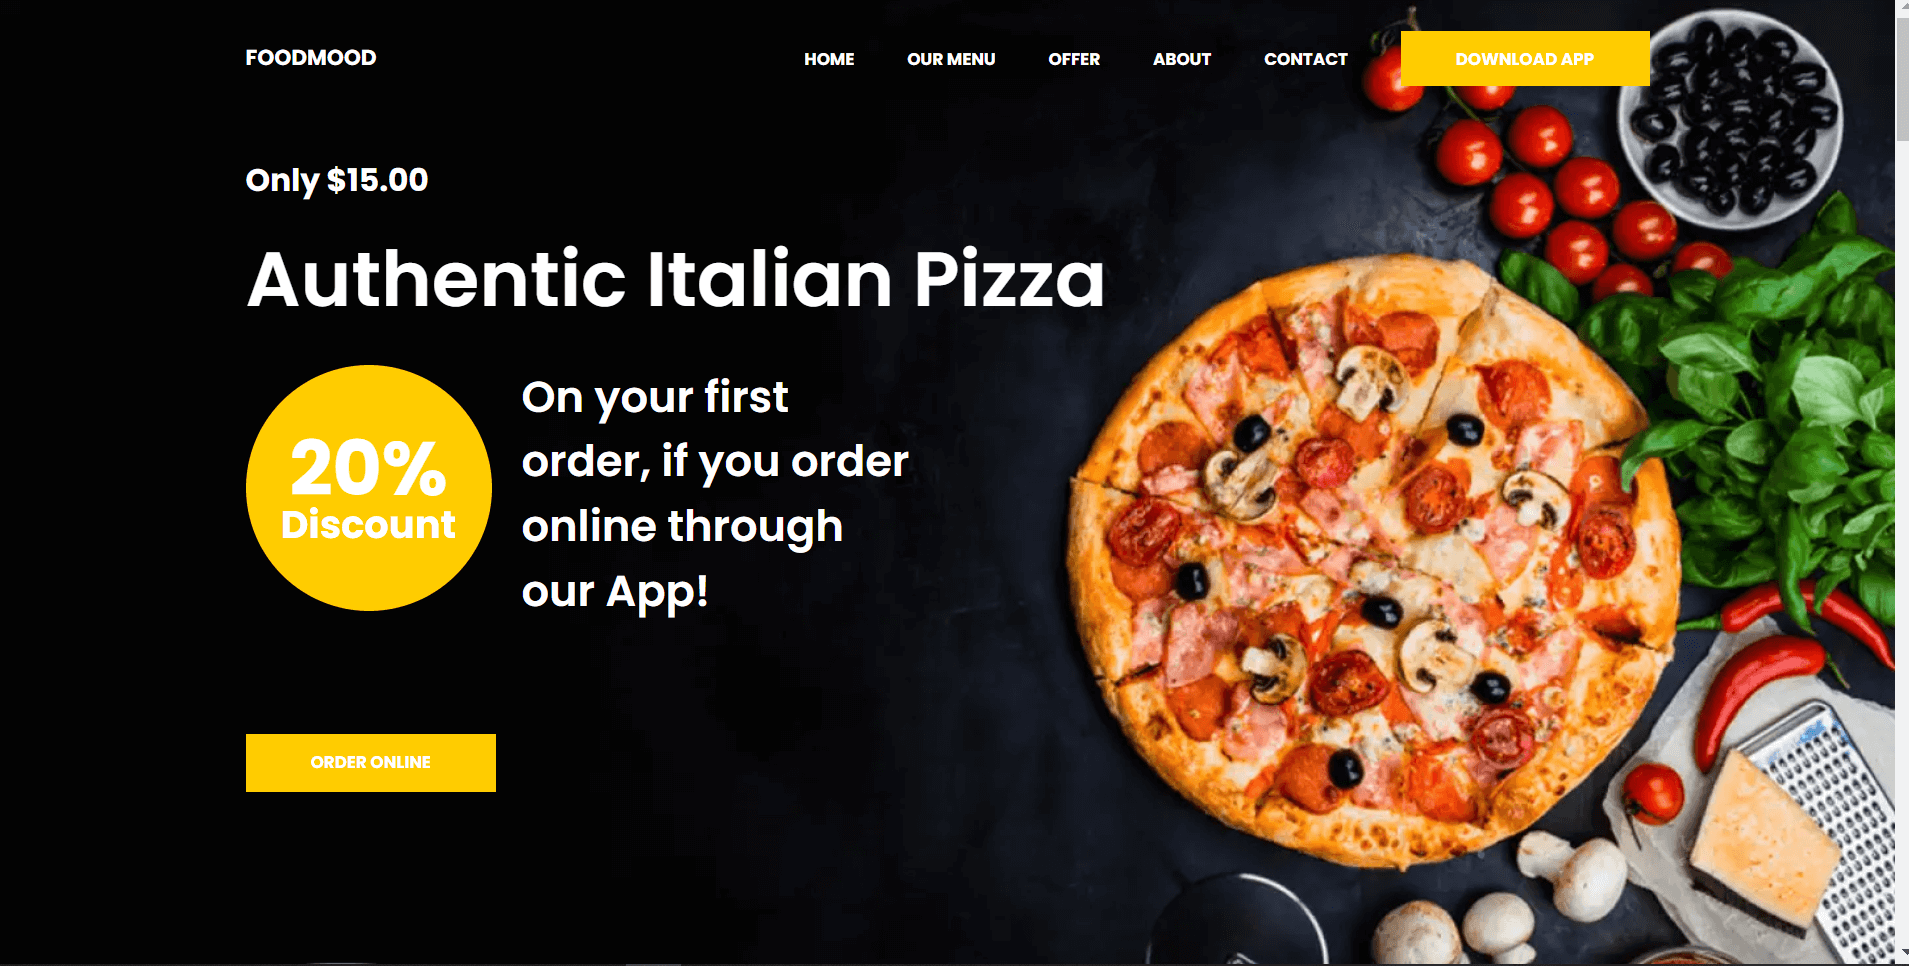 FOODMOOD
HOME
OUR MENU
OFFER
ABOUT
CONTACT
DOWNLOAD APP
Only $15.00
Authentic Italian Pizza
20%
Discount
On your first
order, if you order
online through
our App!
ORDER ONLINE